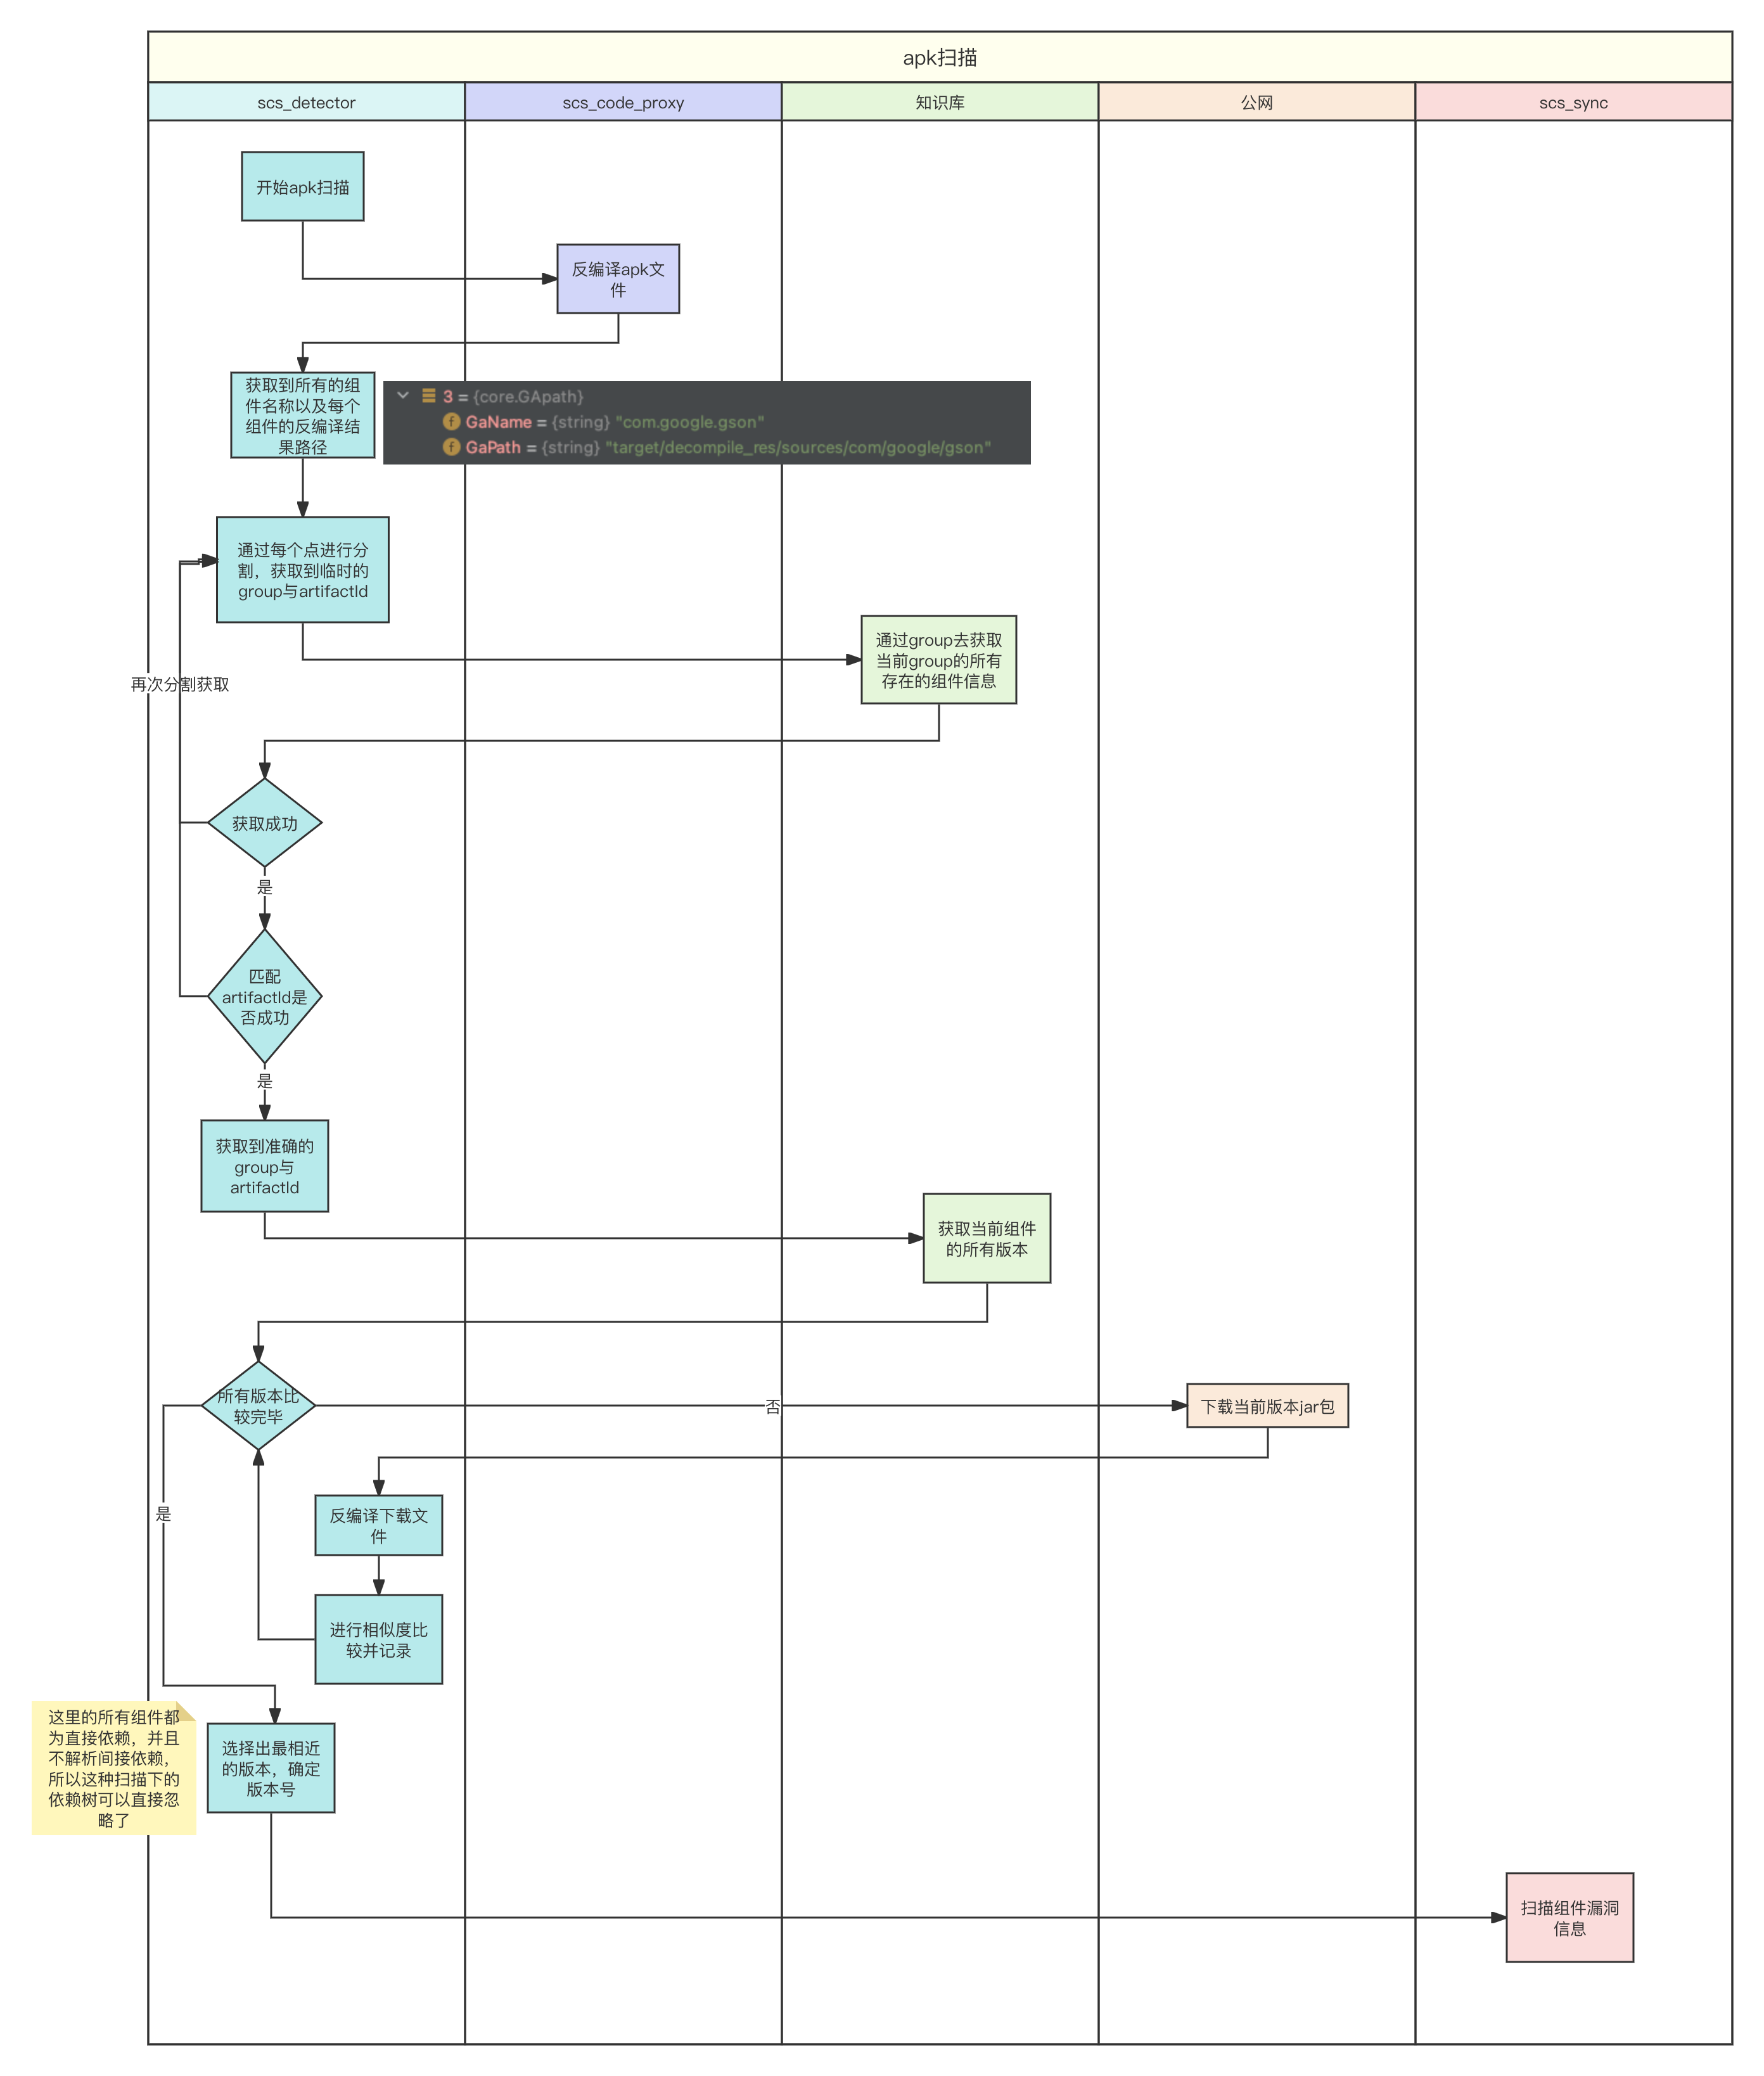 apk扫描
scs_detector
scs_code_proxy
知识库
公网
scs_sync
开始apk扫描
反编译apk文
件
获取到所有的组
件名称以及每个
组件的反编译结
果路径
3 = {core.GApath}
GaName = {string} "com.google.gson"
GaPath = {string} "target/decompile_res/sources/com/google/gson"
通过每个点进行分
割，获取到临时的
group与artifactId
通过group去获取
当前group的所有
存在的组件信息
再次分割获取
获取成功
是
匹配
artifactId是
否成功
是
获取到准确的
group与
artifactId
获取当前组件
的所有版本
所有版本比
较完毕
否
下载当前版本jar包
是
反编译下载文
件
进行相似度比
较并记录
这里的所有组件都
为直接依赖，并且
不解析间接依赖，
所以这种扫描下的
依赖树可以直接忽
略了
选择出最相近
的版本，确定
版本号
扫描组件漏洞
信息